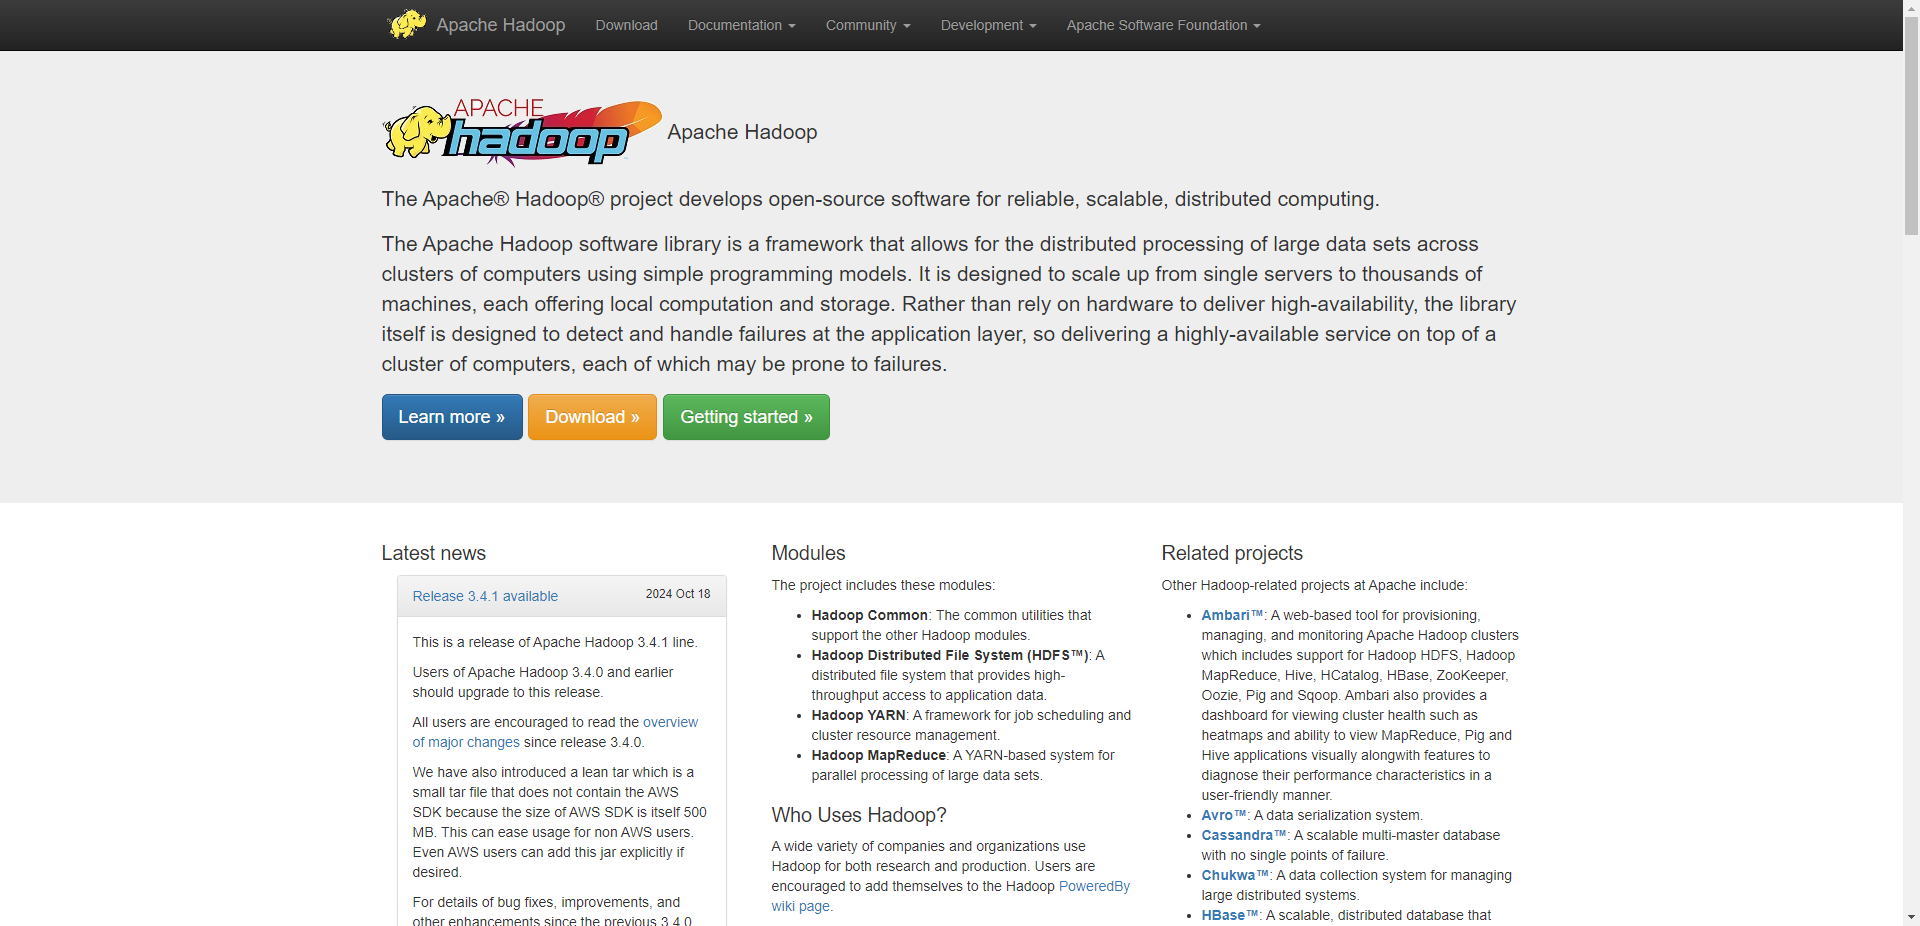 Apache Hadoop
Download
Documentation
Community
Development
Apache Software Foundation
APACHE
hadoop
Apache Hadoop
The Apache® Hadoop® project develops open-source software for reliable, scalable, distributed computing.
The Apache Hadoop software library is a framework that allows for the distributed processing of large data sets across
clusters of computers using simple programming models. It is designed to scale up from single servers to thousands of
machines, each offering local computation and storage. Rather than rely on hardware to deliver high-availability, the library
itself is designed to detect and handle failures at the application layer, so delivering a highly-available service on top of a
cluster of computers, each of which may be prone to failures.
Learn more »
Download »
Getting started »
Latest news
Release 3.4.1 available
2024 Oct 18
This is a release of Apache Hadoop 3.4.1 line.
Users of Apache Hadoop 3.4.0 and earlier
should upgrade to this release.
All users are encouraged to read the overview
of major changes since release 3.4.0.
We have also introduced a lean tar which is a
small tar file that does not contain the AWS
SDK because the size of AWS SDK is itself 500
MB. This can ease usage for non AWS users.
Even AWS users can add this jar explicitly if
desired.
For details of bug fixes, improvements, and
other enhancements since the previous 3.4.0
Modules
The project includes these modules:
• Hadoop Common: The common utilities that
support the other Hadoop modules.
• Hadoop Distributed File System (HDFS™): A
distributed file system that provides high-
throughput access to application data.
• Hadoop YARN: A framework for job scheduling and
cluster resource management.
• Hadoop MapReduce: A YARN-based system for
parallel processing of large data sets.
Who Uses Hadoop?
A wide variety of companies and organizations use
Hadoop for both research and production. Users are
encouraged to add themselves to the Hadoop PoweredBy
wiki page.
Related projects
Other Hadoop-related projects at Apache include:
• Ambari™: A web-based tool for provisioning,
managing, and monitoring Apache Hadoop clusters
which includes support for Hadoop HDFS, Hadoop
MapReduce, Hive, HCatalog, HBase, ZooKeeper,
Oozie, Pig and Sqoop. Ambari also provides a
dashboard for viewing cluster health such as
heatmaps and ability to view MapReduce, Pig and
Hive applications visually alongwith features to
diagnose their performance characteristics in a
user-friendly manner.
• Avro™: A data serialization system.
• Cassandra™: A scalable multi-master database
with no single points of failure.
• Chukwa™: A data collection system for managing
large distributed systems.
• HBase™: A scalable, distributed database that